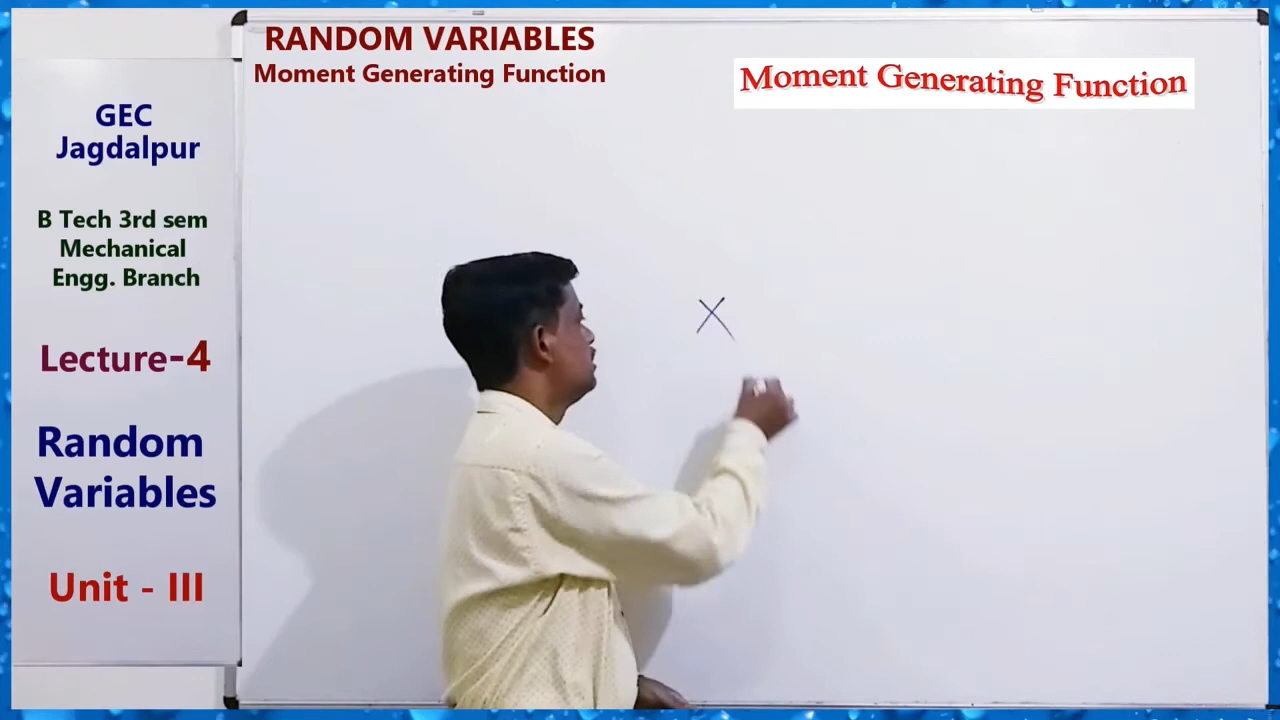 RANDOM VARIABLES
Moment Generating Function
Moment Generating Function
GEC
Jagdalpur
B Tech 3rd sem
Mechanical
Engg. Branch
Lecture-4
Random
Variables
Unit - III
X